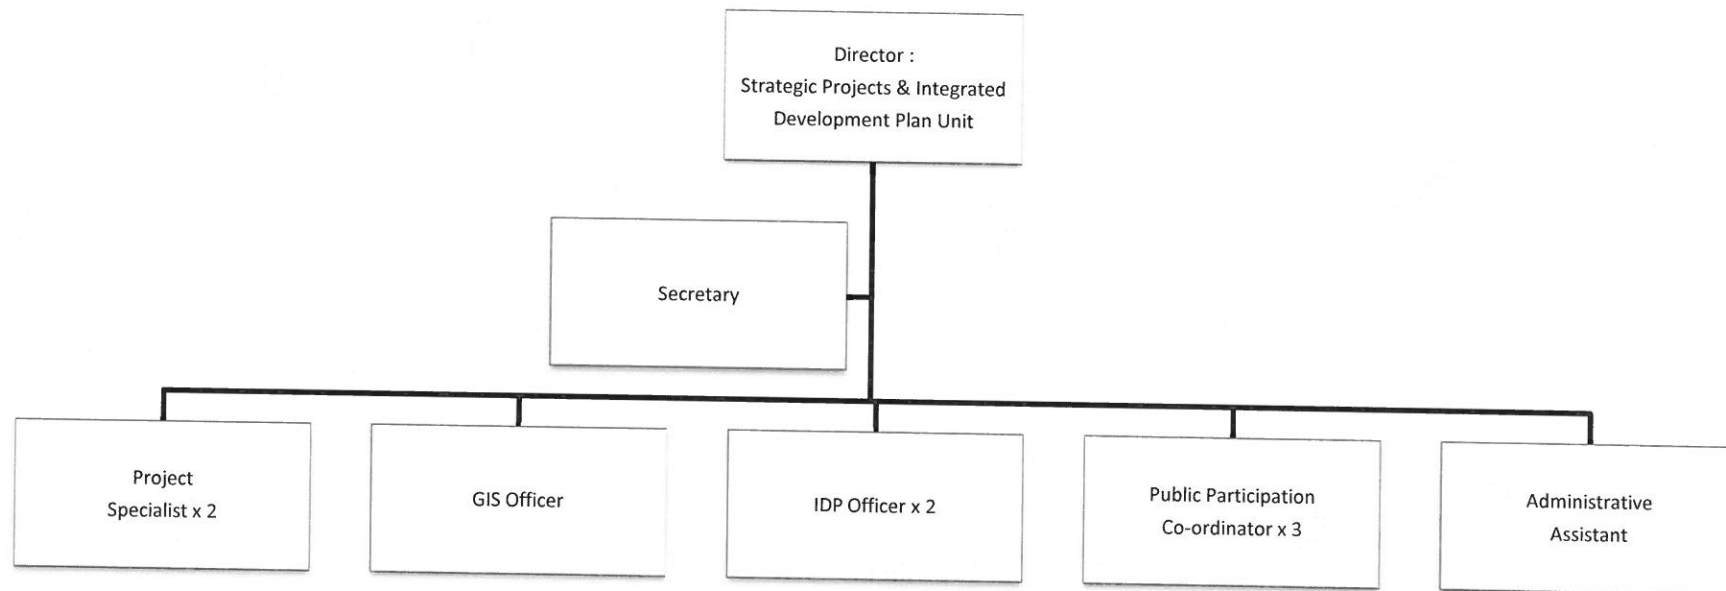 Director :
Strategic Projects & Integrated
Development Plan Unit
Secretary
Project
Specialist x 2
GIS Officer
IDP Officer x 2
Public Participation
Co-ordinator x 3
Administrative
Assistant